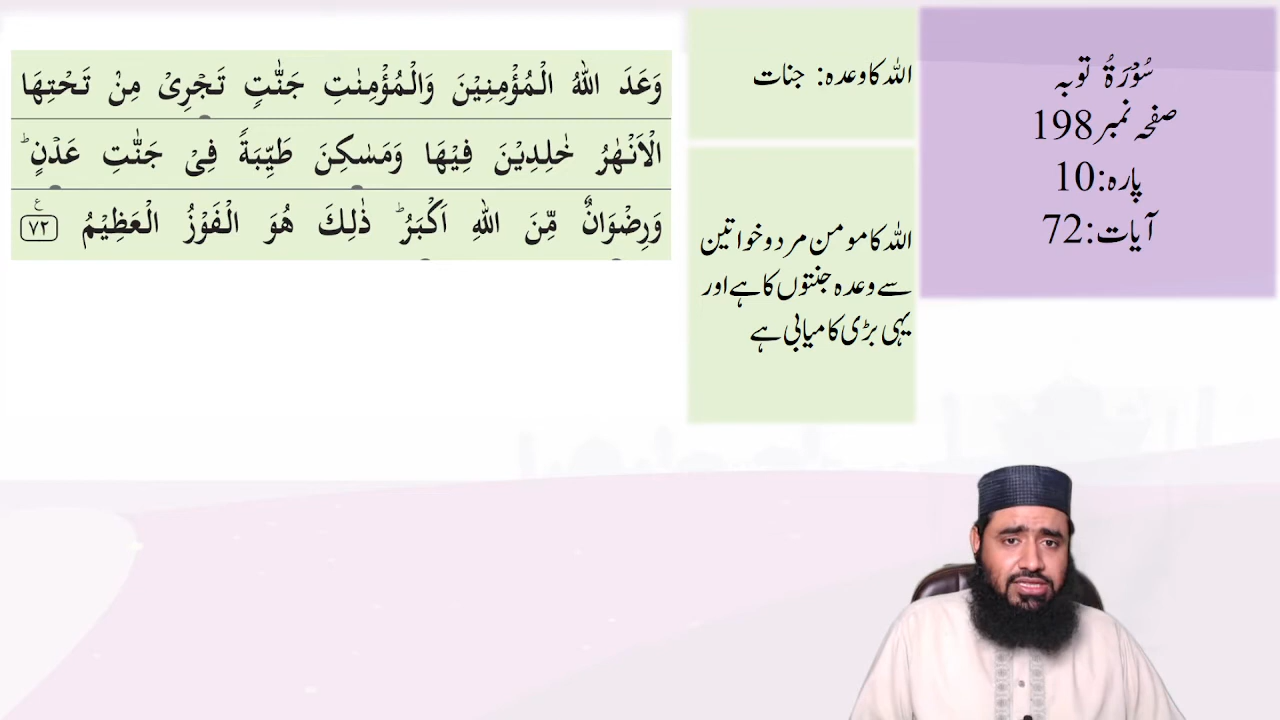 سُوْرَۃُ توبہ
صفحہ نمبر 198
پارہ:10
آیات:72
اللہ کا وعدہ: جنات
اللہ کا مومن مرد و خواتین
سے وعدہ جنتوں کا ہے اور
یہی بڑی کامیابی ہے
وَعَدَ اللّٰهُ الْمُؤْمِنِیْنَ وَالْمُؤْمِنٰتِ جَنّٰتٍ تَجْرِیْ مِنْ تَحْتِهَا
الْاَنْهٰرُ خٰلِدِیْنَ فِیْهَا وَمَسٰكِنَ طَیِّبَةً فِیْ جَنّٰتِ عَدْنٍ ؕ
وَرِضْوَانٌ مِّنَ اللّٰهِ اَكْبَرُ ؕ ذٰلِكَ هُوَ الْفَوْزُ الْعَظِیْمُ ﴿۷۲﴾ ع